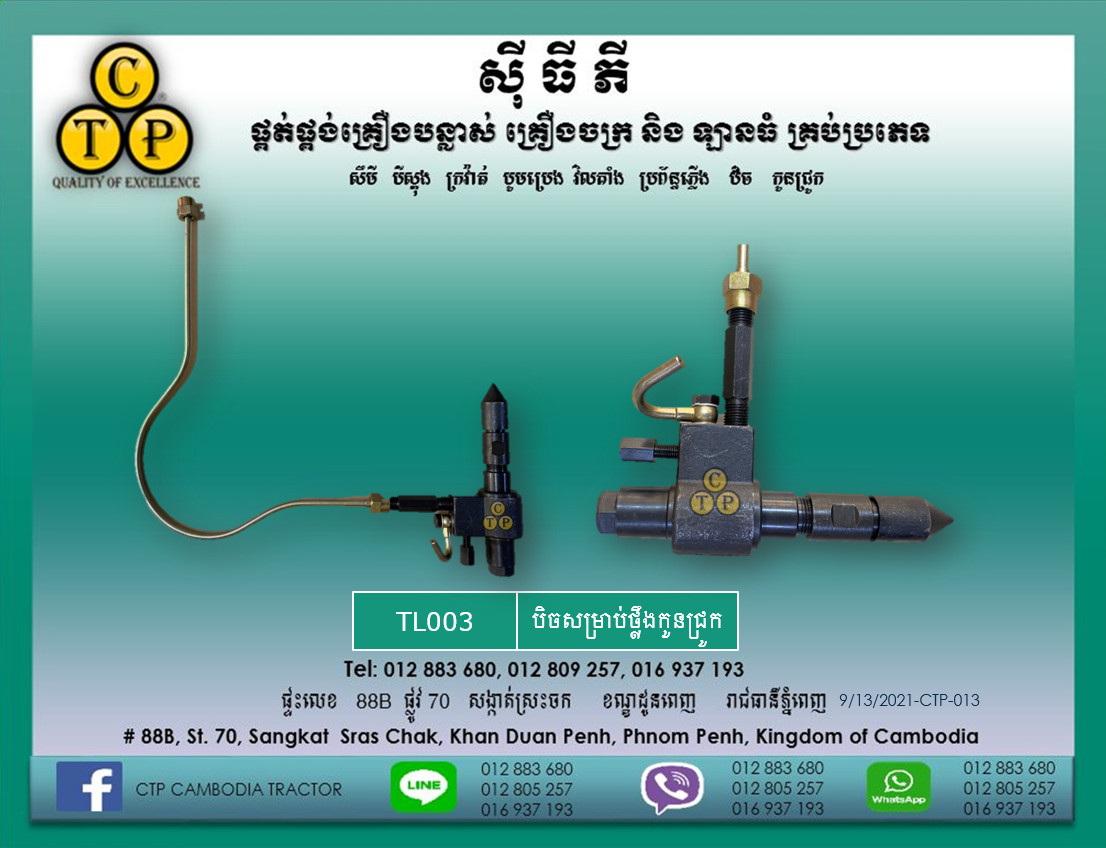 C
®
T P
QUALITY OF EXCELLENCE
ស៊ី ធី ភី
ផ្គត់ផ្គង់គ្រឿងបន្លាស់ គ្រឿងចក្រ និង ឡានធំ គ្រប់ប្រភេទ
ស៊ីមី ប៊ីស្តុង ក្រវ៉ាត់ បូមប្រេង វិលតាំង ប្រព័ន្ធភ្លើង ប៊ិច កូនជ្រូក
C
T P
C
T P
TL003 ប៊ិចសម្រាប់ថ្លឹងកូនជ្រូក
Tel: 012 883 680, 012 809 257, 016 937 193
ផ្ទះលេខ 88B ផ្លូវ 70 សង្កាត់ស្រះចក ខណ្ឌដូនពេញ រាជធានីភ្នំពេញ 9/13/2021-CTP-013
# 88B, St. 70, Sangkat Sras Chak, Khan Duan Penh, Phnom Penh, Kingdom of Cambodia
f CTP CAMBODIA TRACTOR
LINE
012 883 680
012 805 257
016 937 193
012 883 680
012 805 257
016 937 193
WhatsApp
012 883 680
012 805 257
016 937 193